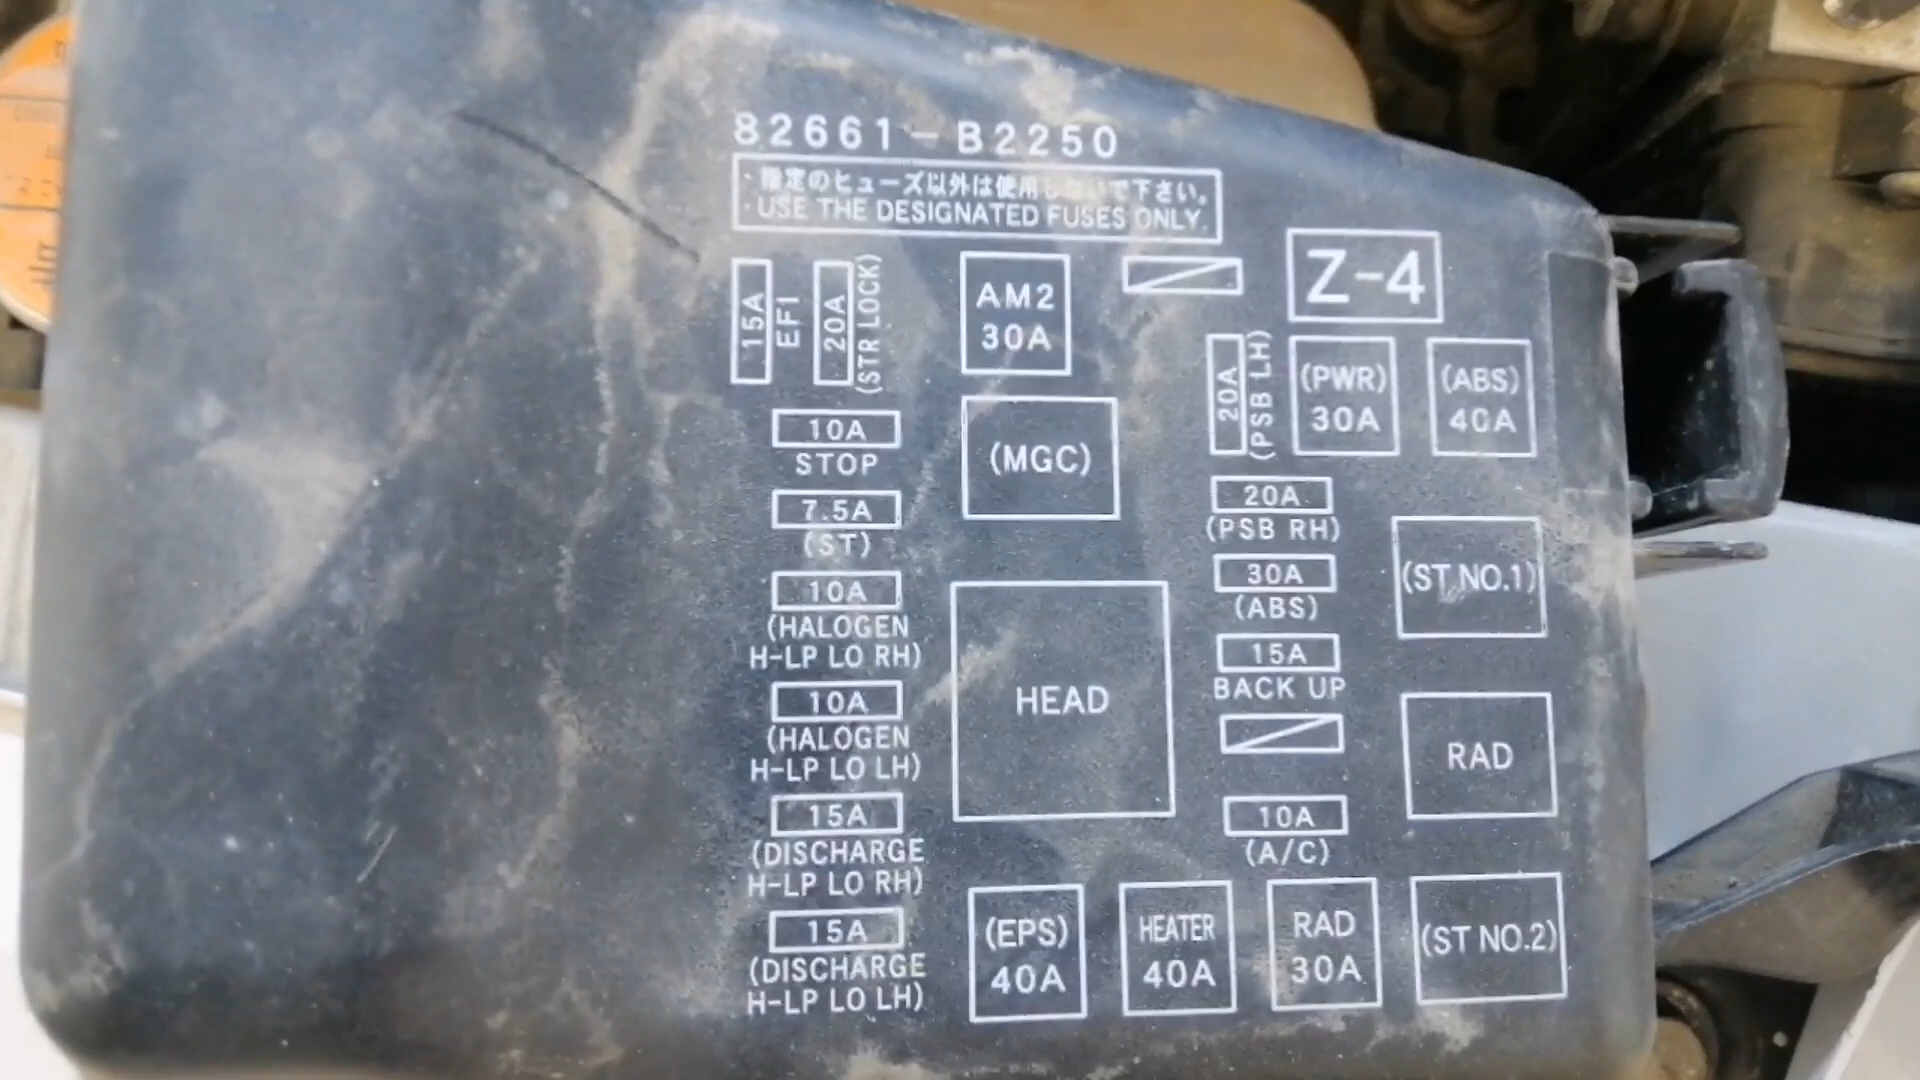 82661-B2250
・指定のヒューズ以外は使用しないで下さい。
・USE THE DESIGNATED FUSES ONLY.
Z-4
15A
EFI
20A
(STR LOCK)
AM2
30A
20A
(PSB LH)
(PWR)
30A
(ABS)
40A
10A
STOP
(MGC)
7.5A
(ST)
20A
(PSB RH)
(ST NO.1)
10A
(HALOGEN
H-LP LO RH)
30A
(ABS)
HEAD
15A
BACK UP
10A
(HALOGEN
H-LP LO LH)
RAD
15A
(DISCHARGE
H-LP LO RH)
10A
(A/C)
15A
(DISCHARGE
H-LP LO LH)
(EPS)
40A
HEATER
40A
RAD
30A
(ST NO.2)